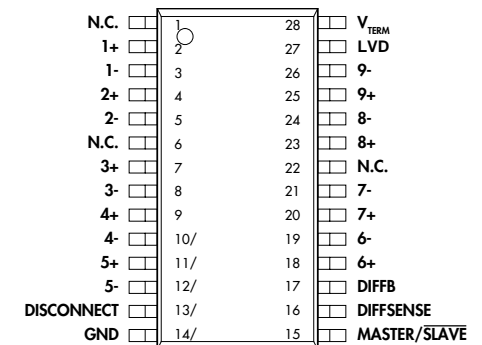 N.C. 1 28 VTERM
1+ 2 27 LVD
1- 3 26 9-
2+ 4 25 9+
2- 5 24 8-
N.C. 6 23 8+
3+ 7 22 N.C.
3- 8 21 7-
4+ 9 20 7+
4- 10/ 19 6-
5+ 11/ 18 6+
5- 12/ 17 DIFFB
DISCONNECT 13/ 16 DIFFSENSE
GND 14/ 15 MASTER/SLAVE